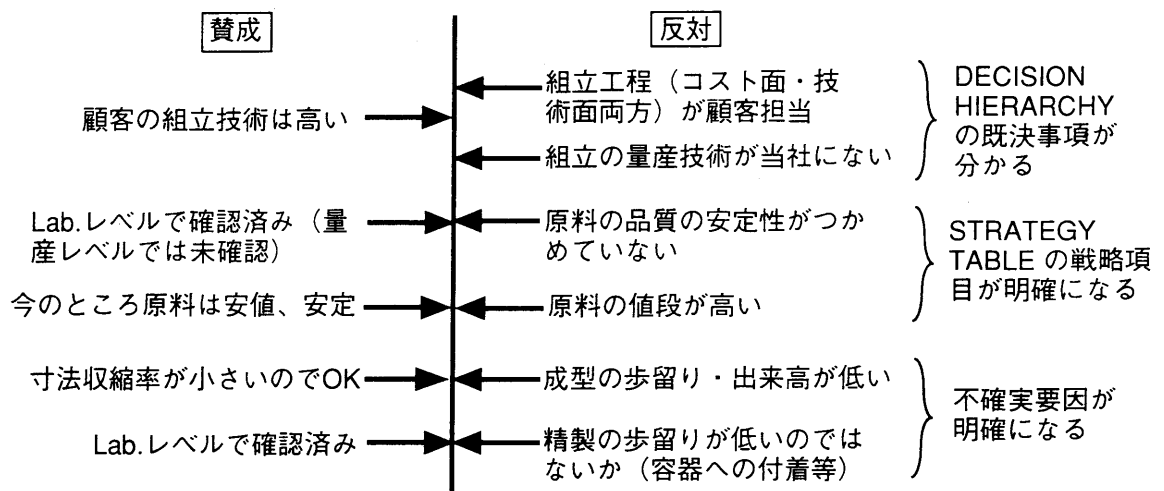 賛成
反対
顧客の組立技術は高い
組立工程（コスト面・技
術面両方）が顧客担当
組立の量産技術が当社にない
DECISION
HIERARCHY
の既決事項が
分かる
Lab.レベルで確認済み（量
産レベルでは未確認）
原料の品質の安定性がつか
めていない
今のところ原料は安値、安定
原料の値段が高い
STRATEGY
TABLE の戦略項
目が明確になる
寸法収縮率が小さいのでOK
成型の歩留り・出来高が低い
Lab.レベルで確認済み
精製の歩留りが低いのでは
ないか（容器への付着等）
不確実要因が
明確になる